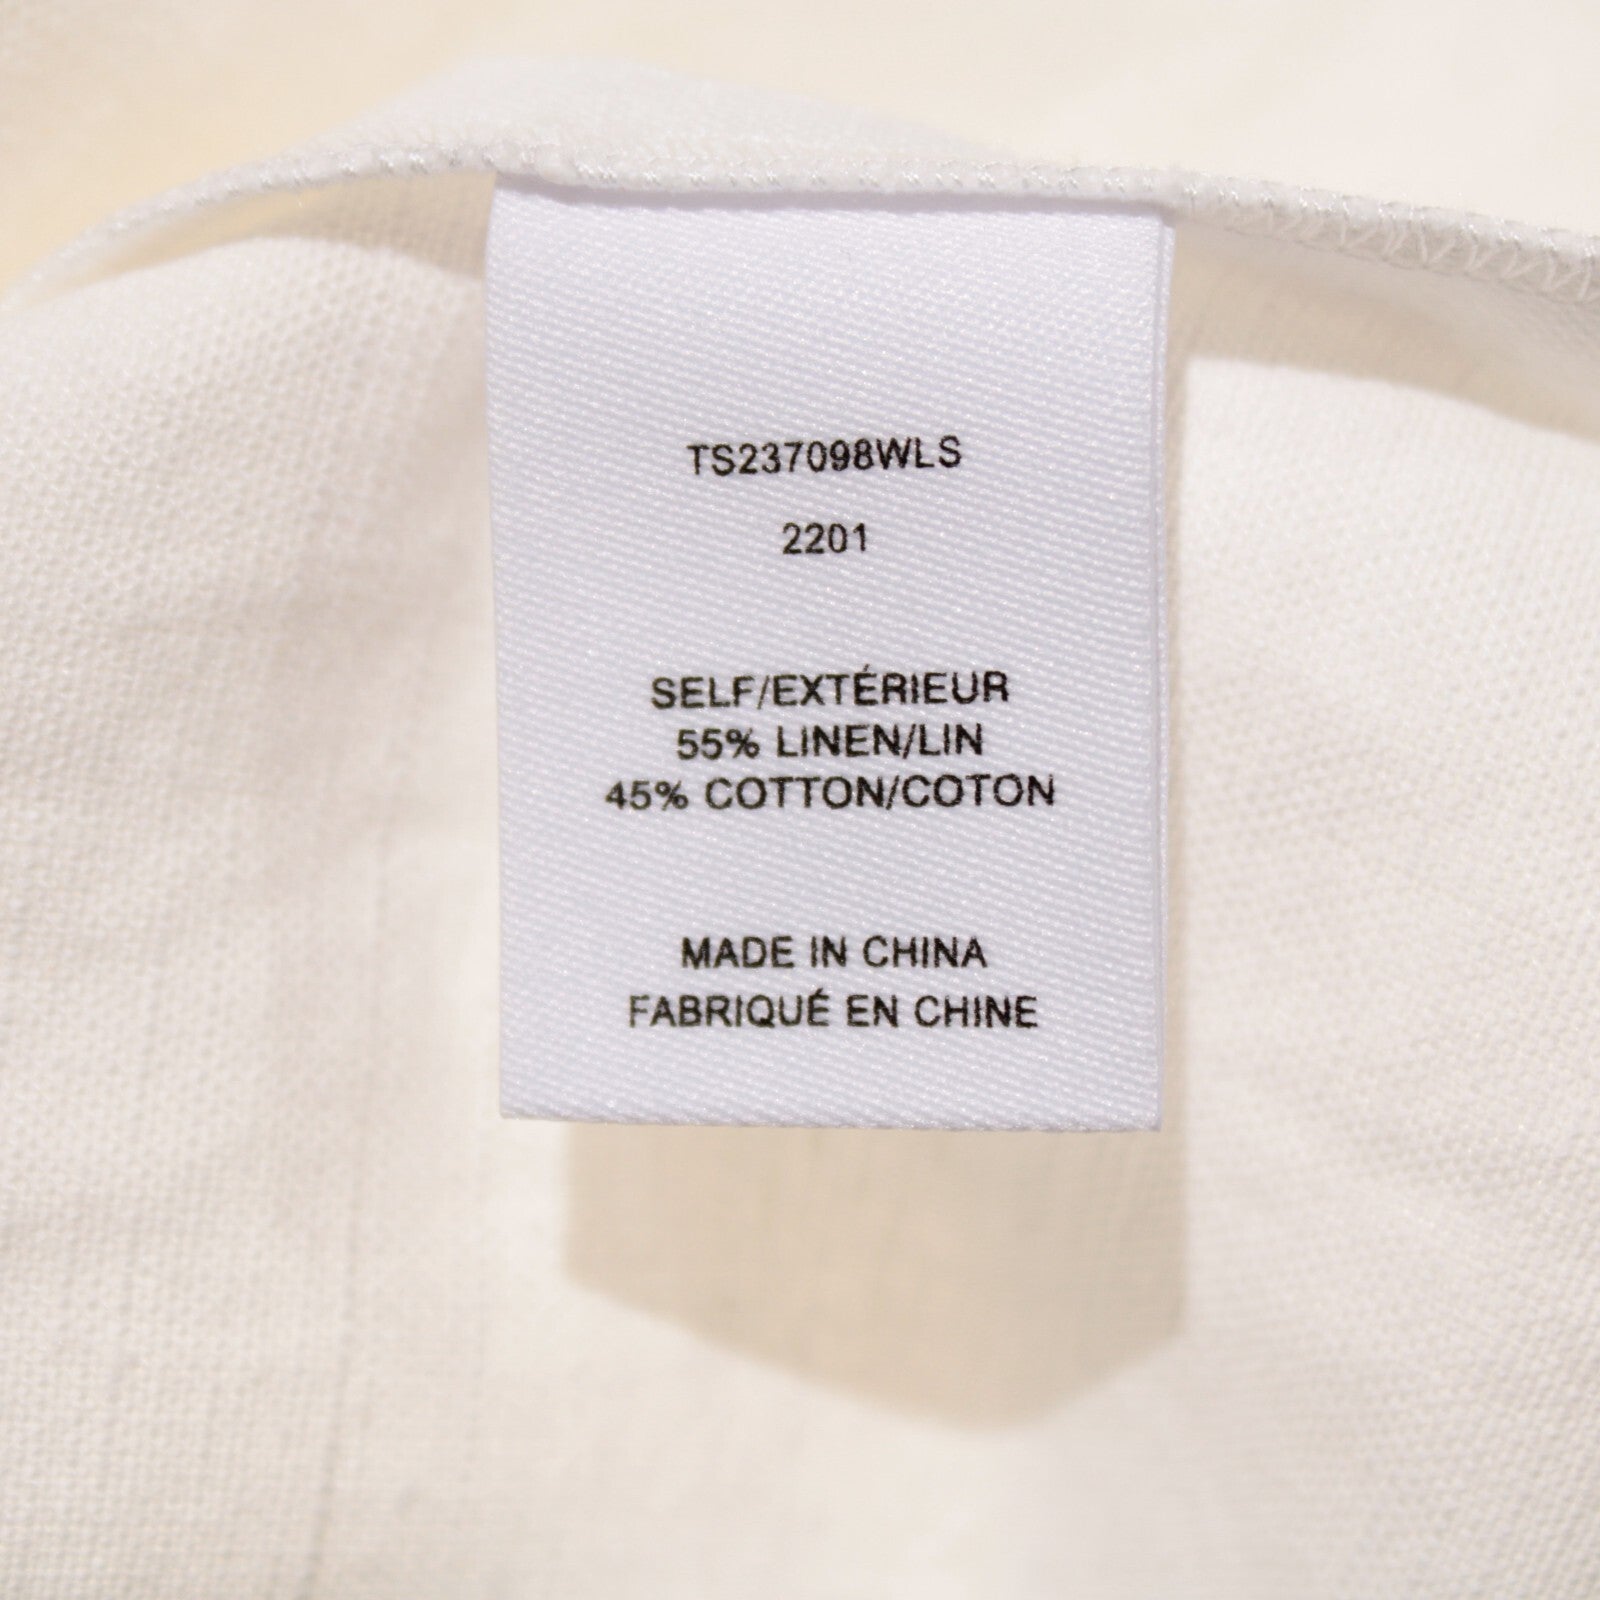 TS237098WLS
2201
SELF/EXTÉRIEUR
55% LINEN/LIN
45% COTTON/COTON
MADE IN CHINA
FABRIQUÉ EN CHINE